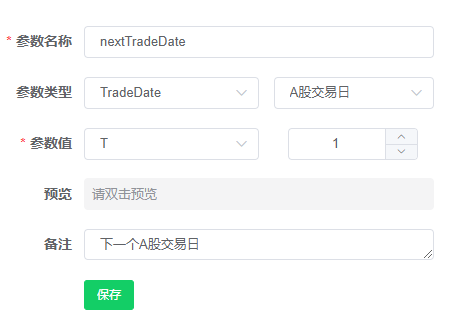 * 参数名称 nextTradeDate
参数类型 TradeDate A股交易日
* 参数值 T 1
预览 请双击预览
备注 下一个A股交易日
保存